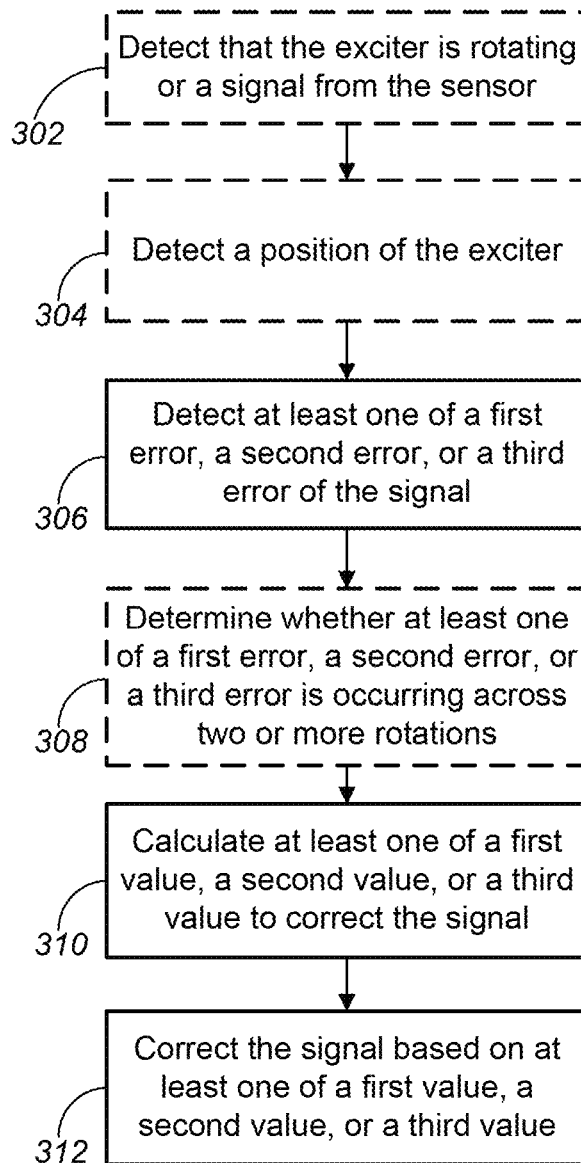 Detect that the exciter is rotating
or a signal from the sensor
302
Detect a position of the exciter
304
Detect at least one of a first
error, a second error, or a third
error of the signal
306
Determine whether at least one
of a first error, a second error, or
a third error is occurring across
two or more rotations
308
Calculate at least one of a first
value, a second value, or a third
value to correct the signal
310
Correct the signal based on at
least one of a first value, a
second value, or a third value
312